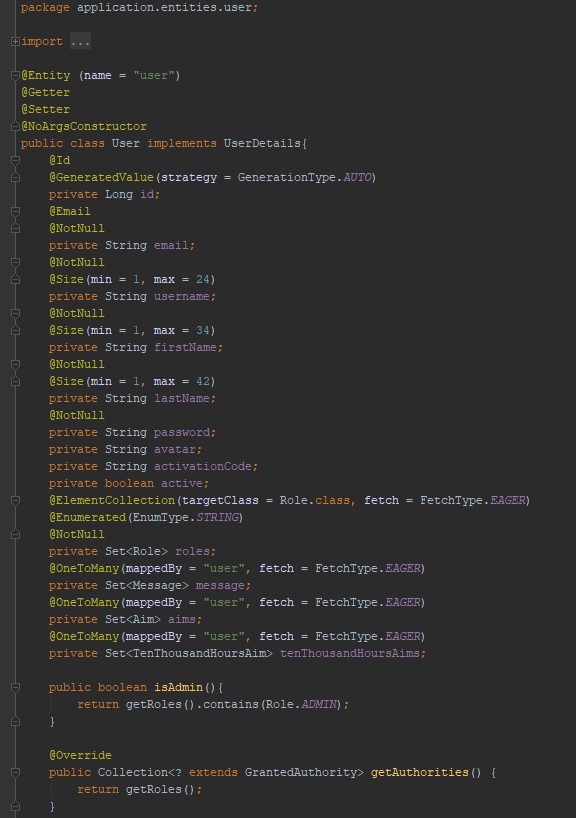 package application.entities.user;
import ...
@Entity (name = "user")
@Getter
@Setter
@NoArgsConstructor
public class User implements UserDetails{
@Id
@GeneratedValue(strategy = GenerationType.AUTO)
private Long id;
@Email
@NotNull
private String email;
@NotNull
@Size(min = 1, max = 24)
private String username;
@NotNull
@Size(min = 1, max = 34)
private String firstName;
@NotNull
@Size(min = 1, max = 42)
private String lastName;
@NotNull
private String password;
private String avatar;
private String activationCode;
private boolean active;
@ElementCollection(targetClass = Role.class, fetch = FetchType.EAGER)
@Enumerated(EnumType.STRING)
@NotNull
private Set<Role> roles;
@OneToMany(mappedBy = "user", fetch = FetchType.EAGER)
private Set<Message> message;
@OneToMany(mappedBy = "user", fetch = FetchType.EAGER)
private Set<Aim> aims;
@OneToMany(mappedBy = "user", fetch = FetchType.EAGER)
private Set<TenThousandHoursAim> tenThousandHoursAims;
public boolean isAdmin(){
return getRoles().contains(Role.ADMIN);
}
@Override
public Collection<? extends GrantedAuthority> getAuthorities() {
return getRoles();
}